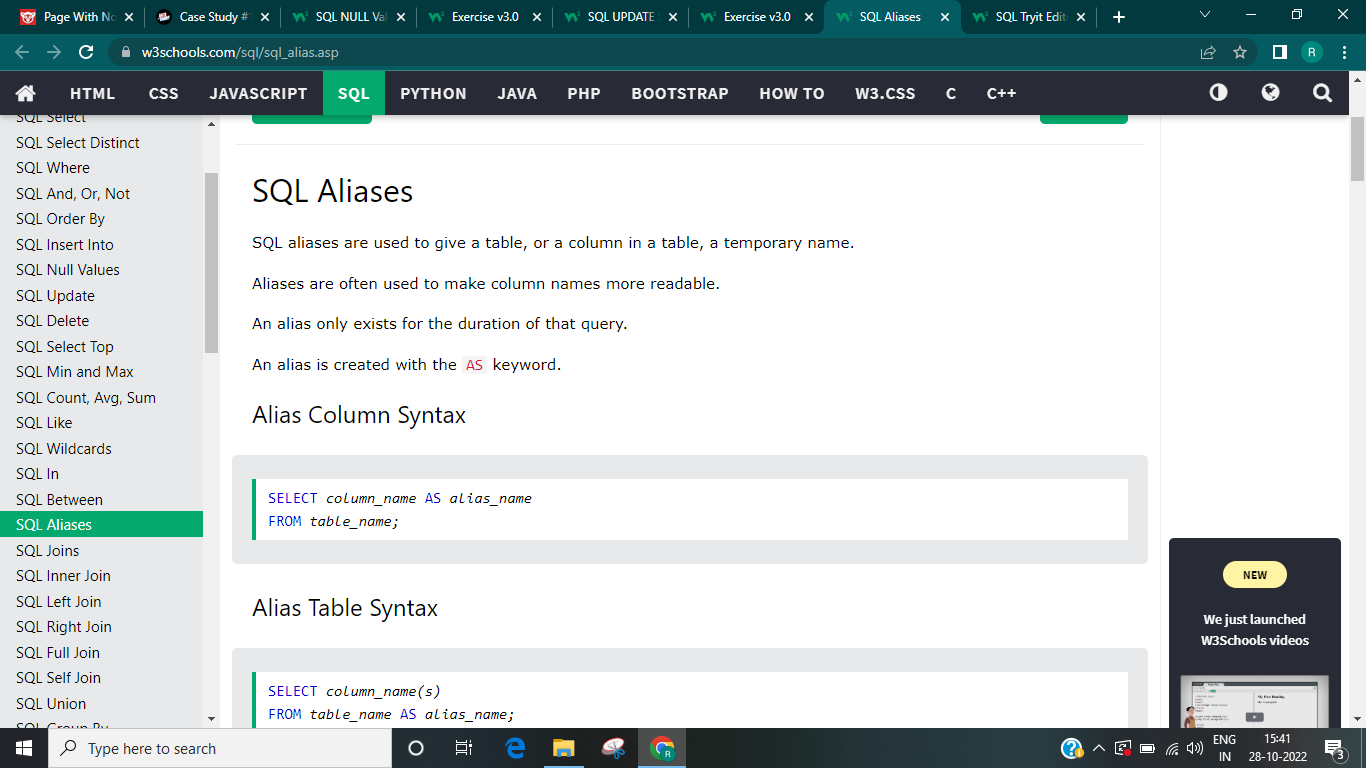 Page With No
Case Study #1
SQL NULL Val
Exercise v3.0
SQL UPDATE S
Exercise v3.0
SQL Aliases
SQL Tryit Edit
w3schools.com/sql/sql_alias.asp
R
HTML
CSS
JAVASCRIPT
SQL
PYTHON
JAVA
PHP
BOOTSTRAP
HOW TO
W3.CSS
C
C++
SQL Select
SQL Select Distinct
SQL Where
SQL And, Or, Not
SQL Order By
SQL Insert Into
SQL Null Values
SQL Update
SQL Delete
SQL Select Top
SQL Min and Max
SQL Count, Avg, Sum
SQL Like
SQL Wildcards
SQL In
SQL Between
SQL Aliases
SQL Joins
SQL Inner Join
SQL Left Join
SQL Right Join
SQL Full Join
SQL Self Join
SQL Union
SQL Group By
SQL Aliases
SQL aliases are used to give a table, or a column in a table, a temporary name.
Aliases are often used to make column names more readable.
An alias only exists for the duration of that query.
An alias is created with the AS keyword.
Alias Column Syntax
SELECT column_name AS alias_name
FROM table_name;
Alias Table Syntax
SELECT column_name(s)
FROM table_name AS alias_name;
NEW
We just launched
W3Schools videos
My First Heading
Type here to search
R
ENG
IN
15:41
28-10-2022
3